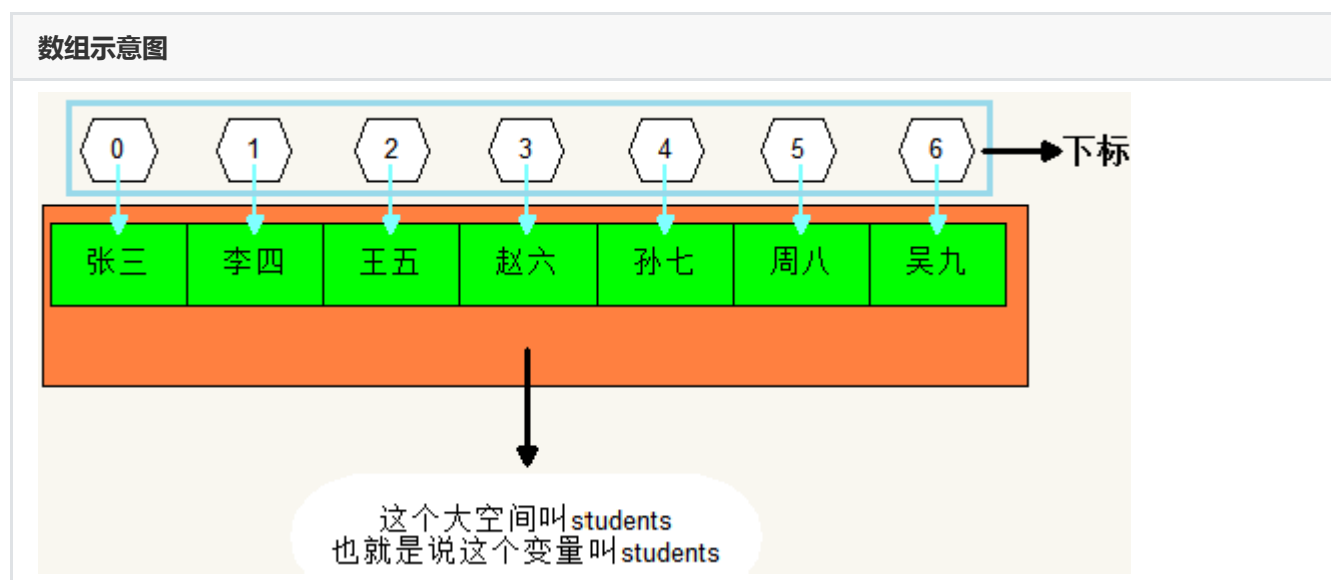 数组示意图
0 1 2 3 4 5 6 下标
张三 李四 王五 赵六 孙七 周八 吴九
这个大空间叫students
也就是说这个变量叫students